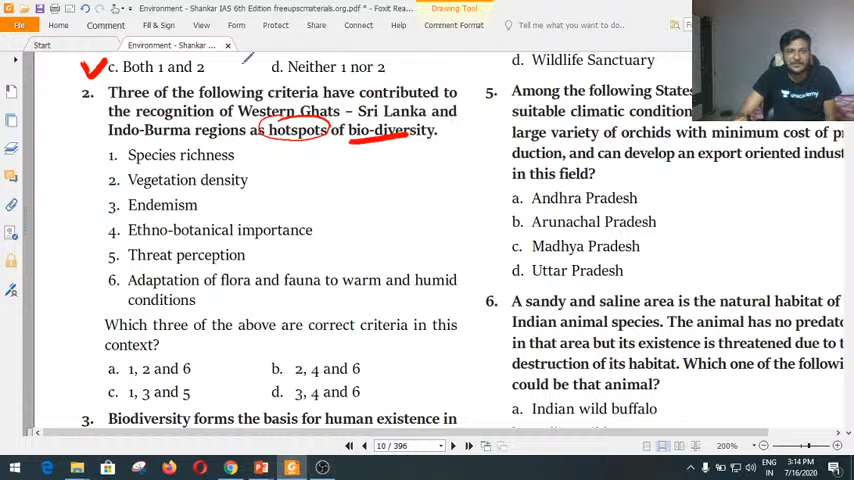 Environment - Shankar IAS 6th Edition freeupscmaterials.org.pdf * - Foxit Rea...
Drawing Tool
File
Home
Comment
Fill & Sign
View
Form
Protect
Share
Connect
Help
Comment Format
Tell me what you want to do...
Start
Environment - Shankar ...
c. Both 1 and 2
d. Neither 1 nor 2
2. Three of the following criteria have contributed to
the recognition of Western Ghats – Sri Lanka and
Indo-Burma regions as hotspots of bio-diversity.
1. Species richness
2. Vegetation density
3. Endemism
4. Ethno-botanical importance
5. Threat perception
6. Adaptation of flora and fauna to warm and humid
conditions
Which three of the above are correct criteria in this
context?
a. 1, 2 and 6
b. 2, 4 and 6
c. 1, 3 and 5
d. 3, 4 and 6
3. Biodiversity forms the basis for human existence in
d. Wildlife Sanctuary
5. Among the following States
suitable climatic condition
large variety of orchids with minimum cost of pr
duction, and can develop an export oriented indust
in this field?
a. Andhra Pradesh
b. Arunachal Pradesh
c. Madhya Pradesh
d. Uttar Pradesh
6. A sandy and saline area is the natural habitat of
Indian animal species. The animal has no predato
in that area but its existence is threatened due to t
destruction of its habitat. Which one of the followi
could be that animal?
a. Indian wild buffalo
unacademy
10 / 396
200%
ENG
IN
3:14 PM
7/16/2020